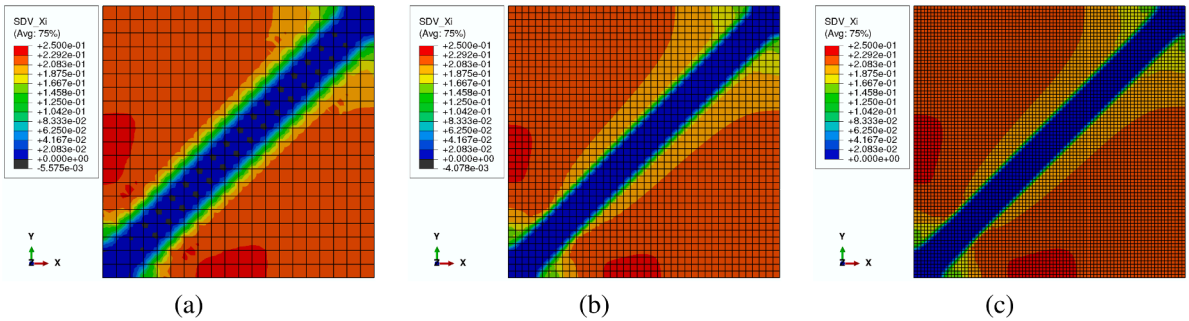 SDV_Xi
(Avg: 75%)
+2.500e-01
+2.292e-01
+2.083e-01
+1.875e-01
+1.667e-01
+1.458e-01
+1.250e-01
+1.042e-01
+8.333e-02
+6.250e-02
+4.167e-02
+2.083e-02
+0.000e+00
-5.575e-03
Y
Z X
(a)
SDV_Xi
(Avg: 75%)
+2.500e-01
+2.292e-01
+2.083e-01
+1.875e-01
+1.667e-01
+1.458e-01
+1.250e-01
+1.042e-01
+8.333e-02
+6.250e-02
+4.167e-02
+2.083e-02
+0.000e+00
-4.078e-03
Y
Z X
(b)
SDV_Xi
(Avg: 75%)
+2.500e-01
+2.292e-01
+2.083e-01
+1.875e-01
+1.667e-01
+1.458e-01
+1.250e-01
+1.042e-01
+8.333e-02
+6.250e-02
+4.167e-02
+2.083e-02
+0.000e+00
Y
Z X
(c)